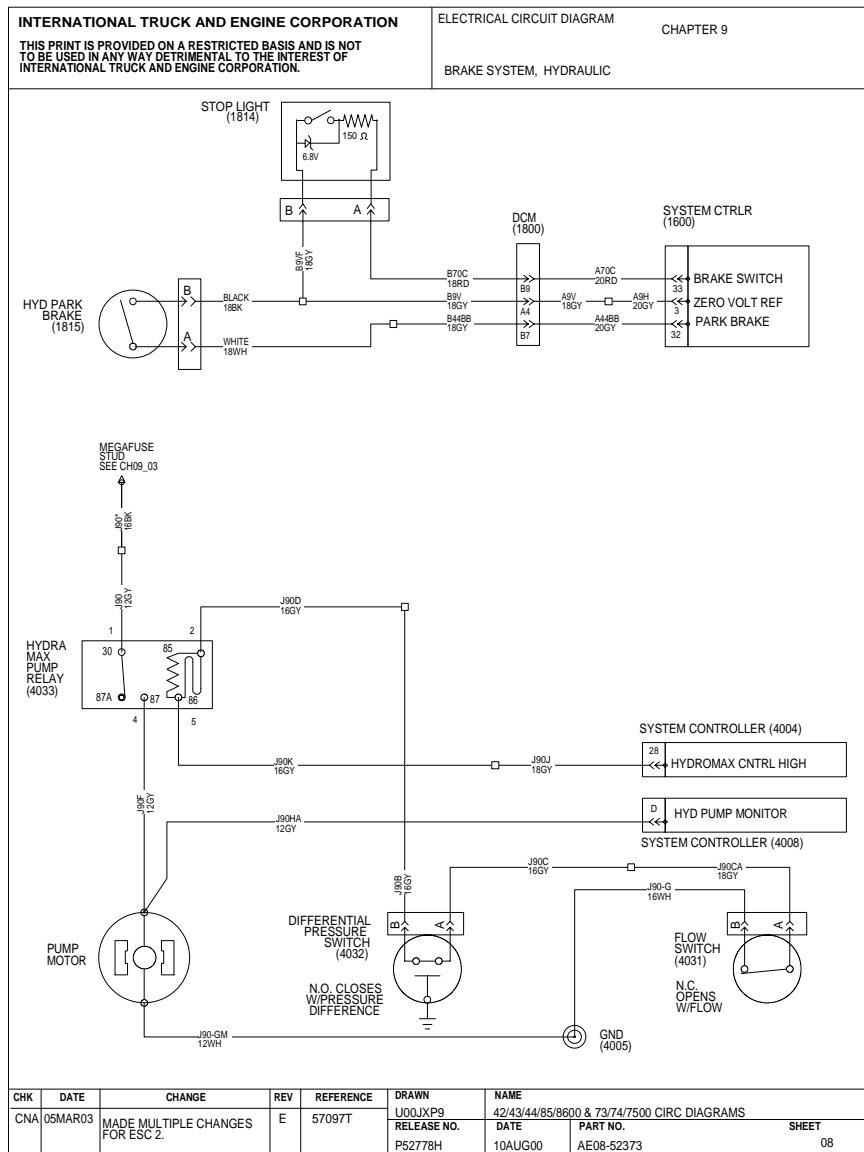 INTERNATIONAL TRUCK AND ENGINE CORPORATION
THIS PRINT IS PROVIDED ON A RESTRICTED BASIS AND IS NOT
TO BE USED IN ANY WAY DETRIMENTAL TO THE INTEREST OF
INTERNATIONAL TRUCK AND ENGINE CORPORATION.
ELECTRICAL CIRCUIT DIAGRAM
CHAPTER 9
BRAKE SYSTEM, HYDRAULIC
STOP LIGHT
(1814)
150 Ω
6.8V
B
A
B9VF
18GY
DCM
(1800)
SYSTEM CTRLR
(1600)
B70C
18RD
B9
A70C
20RD
33
BRAKE SWITCH
HYD PARK
BRAKE
(1815)
B
BLACK
18BK
B9V
18GY
A4
A9V
18GY
A9H
20GY
3
ZERO VOLT REF
A
WHITE
18WH
B44BB
18GY
B7
A44BB
20GY
32
PARK BRAKE
MEGAFUSE
STUD
SEE CH09_03
J90*
16BK
J90
12GY
J90D
16GY
1
2
HYDRA
MAX
PUMP
RELAY
(4033)
30
85
87A
87
86
4
5
SYSTEM CONTROLLER (4004)
J90K
16GY
J90J
18GY
28
HYDROMAX CNTRL HIGH
J90F
12GY
J90HA
12GY
D
HYD PUMP MONITOR
SYSTEM CONTROLLER (4008)
J90B
16GY
J90C
16GY
J90CA
18GY
J90-G
16WH
PUMP
MOTOR
DIFFERENTIAL
PRESSURE
SWITCH
(4032)
B
A
N.O. CLOSES
W/PRESSURE
DIFFERENCE
FLOW
SWITCH
(4031)
B
A
N.C.
OPENS
W/FLOW
J90-GM
12WH
GND
(4005)
CHK DATE CHANGE REV REFERENCE
CNA 05MAR03 MADE MULTIPLE CHANGES
FOR ESC 2.
E 57097T
DRAWN
U00JXP9
NAME
42/43/44/85/8600 & 73/74/7500 CIRC DIAGRAMS
RELEASE NO.
P52778H
DATE
10AUG00
PART NO.
AE08-52373
SHEET
08